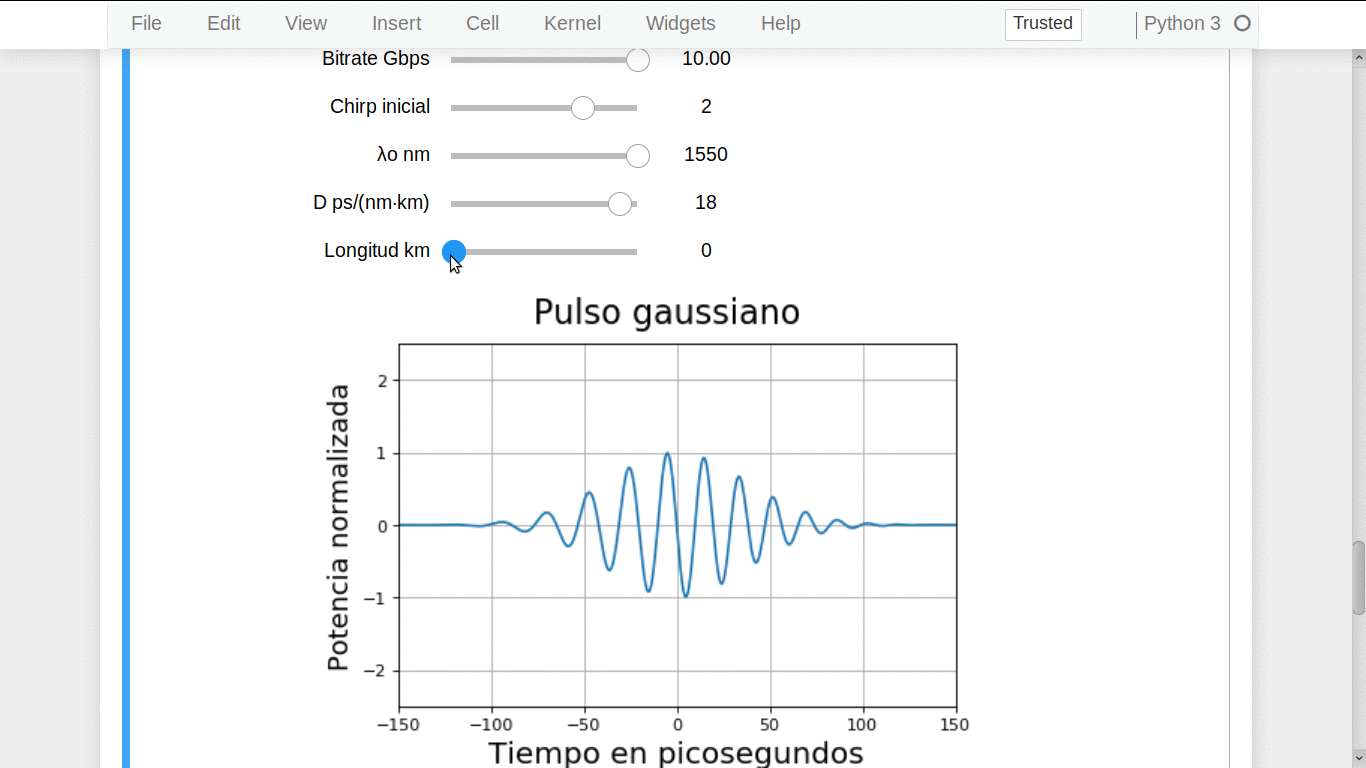 File Edit View Insert Cell Kernel Widgets Help Trusted Python 3
Bitrate Gbps 10.00
Chirp inicial 2
λo nm 1550
D ps/(nm·km) 18
Longitud km 0
Pulso gaussiano
Potencia normalizada
2
1
0
−1
−2
−150 −100 −50 0 50 100 150
Tiempo en picosegundos